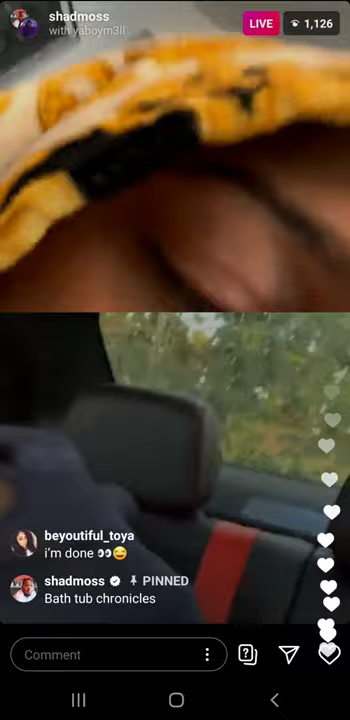 shadmoss
with yaboym3ll
LIVE
1,126
beyoutiful_toya
i'm done 👀😅
shadmoss PINNED
Bath tub chronicles
Comment